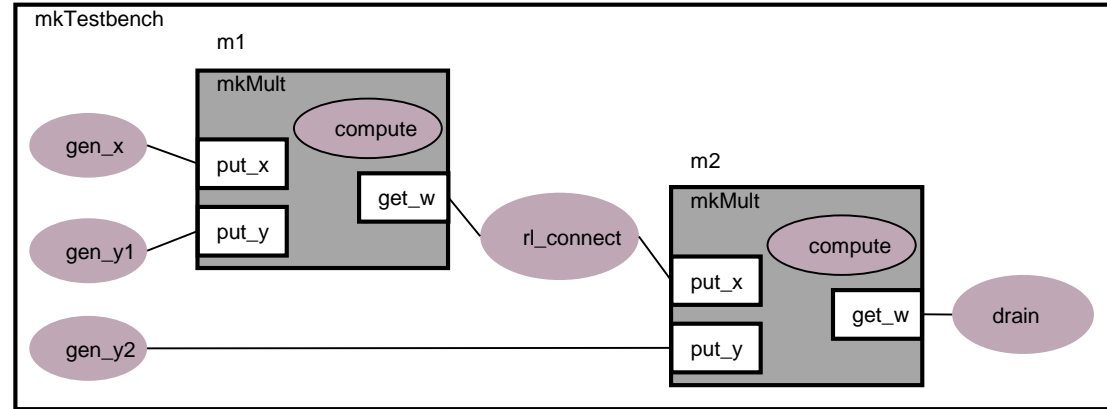 mkTestbench
m1
mkMult
compute
gen_x
put_x
get_w
gen_y1
put_y
rl_connect
m2
mkMult
compute
put_x
get_w
drain
gen_y2
put_y